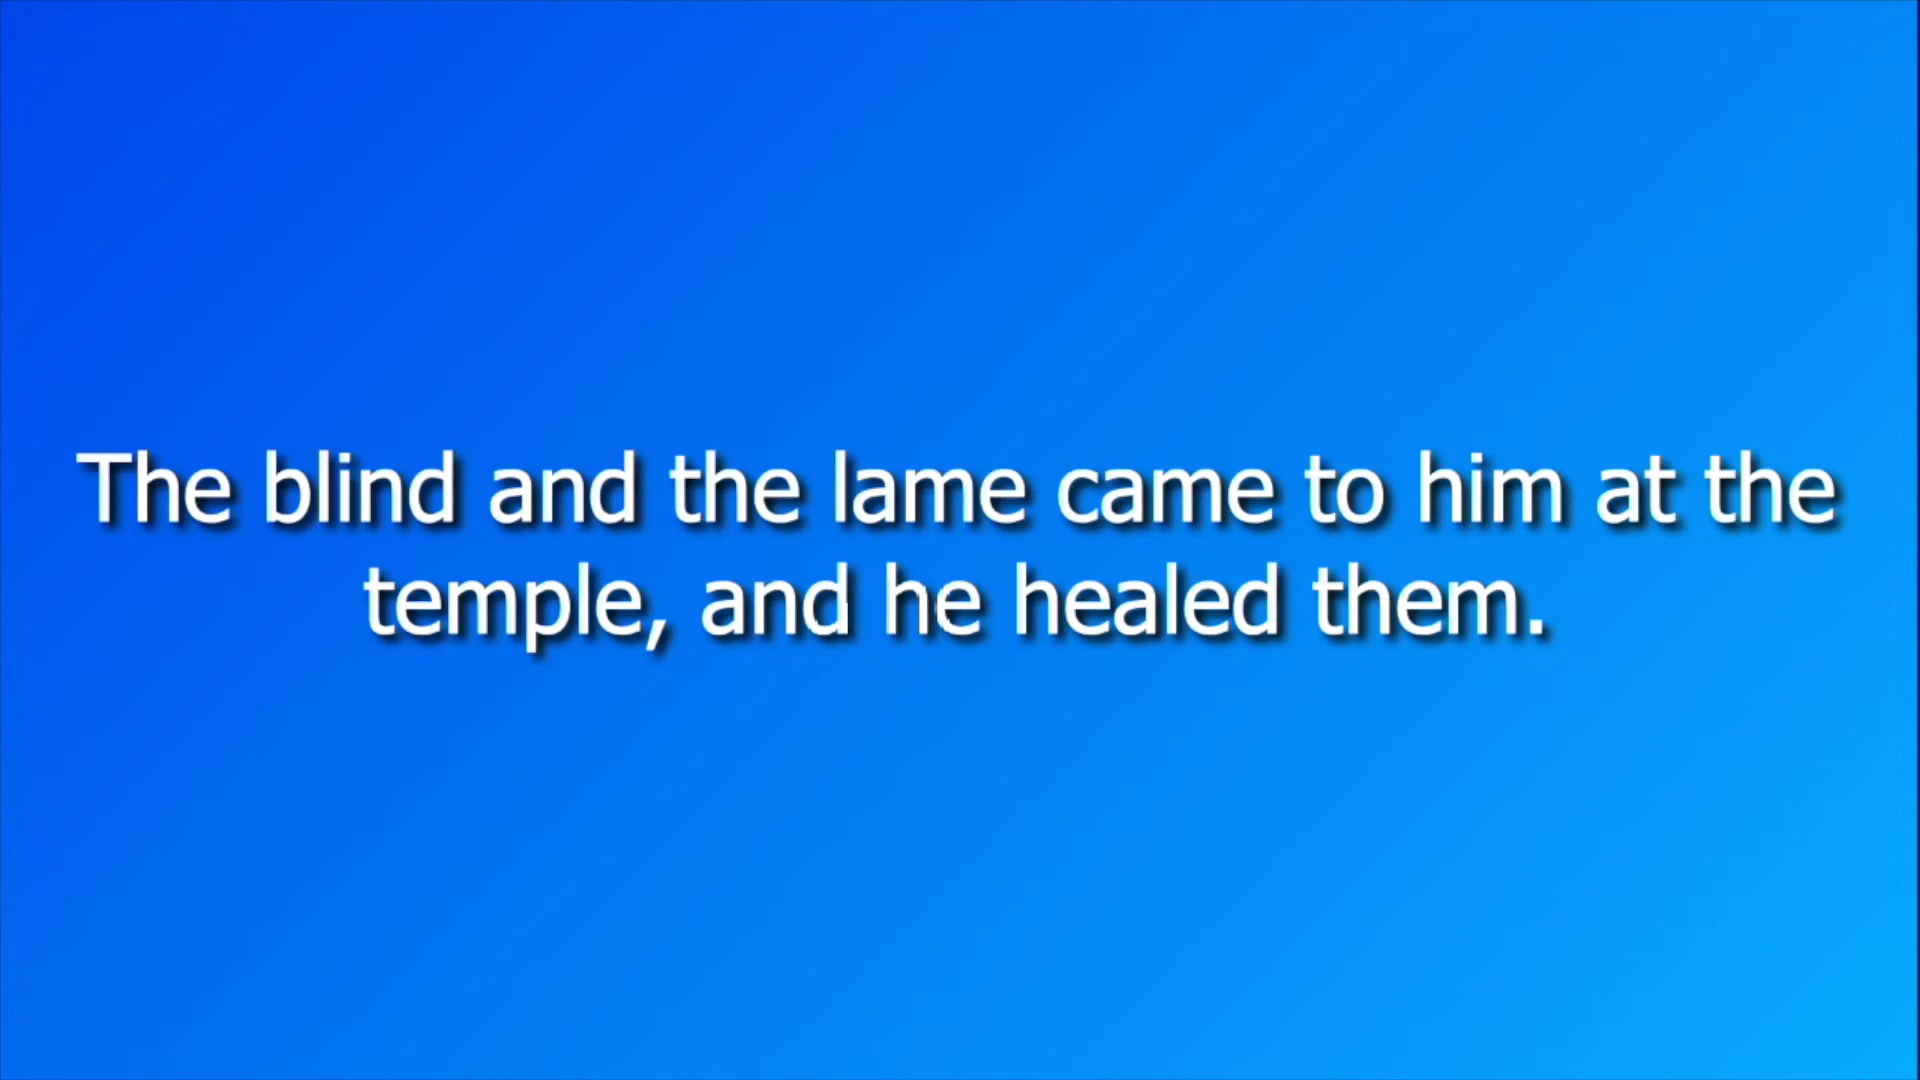 The blind and the lame came to him at the
temple, and he healed them.